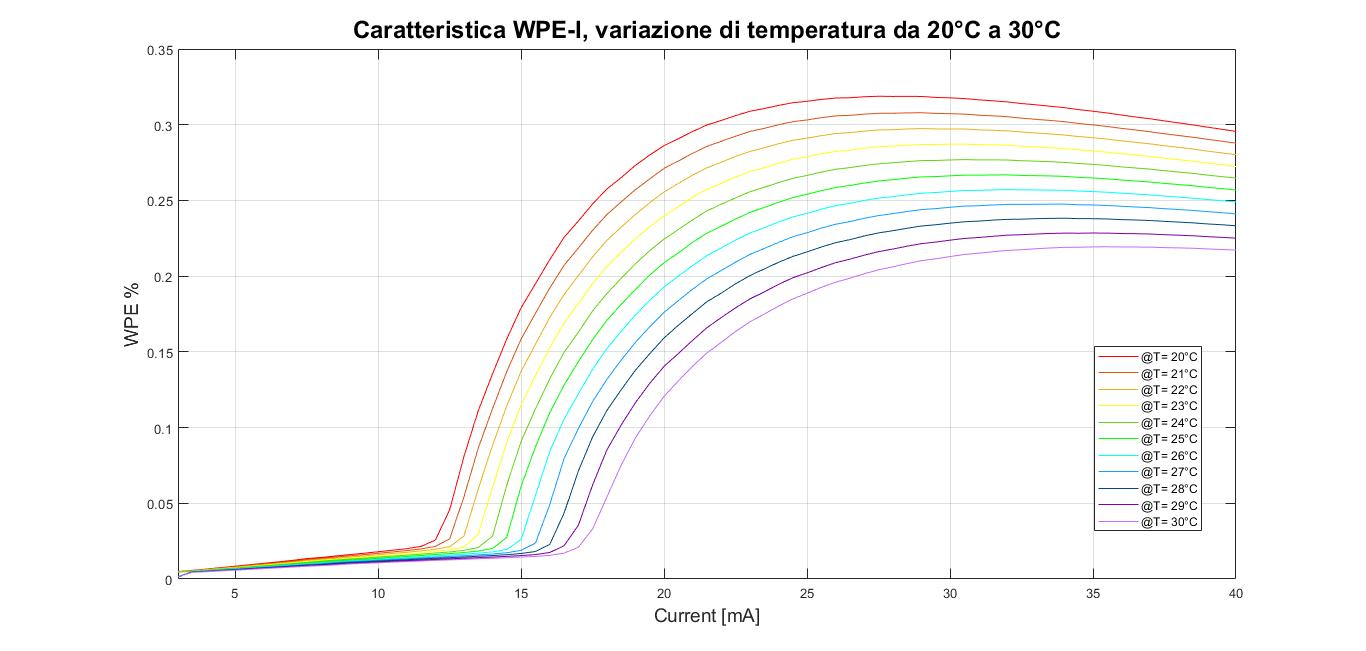 Caratteristica WPE-I, variazione di temperatura da 20°C a 30°C
0.35
0.3
0.25
0.2
0.15
0.1
0.05
0
WPE %
5 10 15 20 25 30 35 40
Current [mA]
@T= 20°C
@T= 21°C
@T= 22°C
@T= 23°C
@T= 24°C
@T= 25°C
@T= 26°C
@T= 27°C
@T= 28°C
@T= 29°C
@T= 30°C